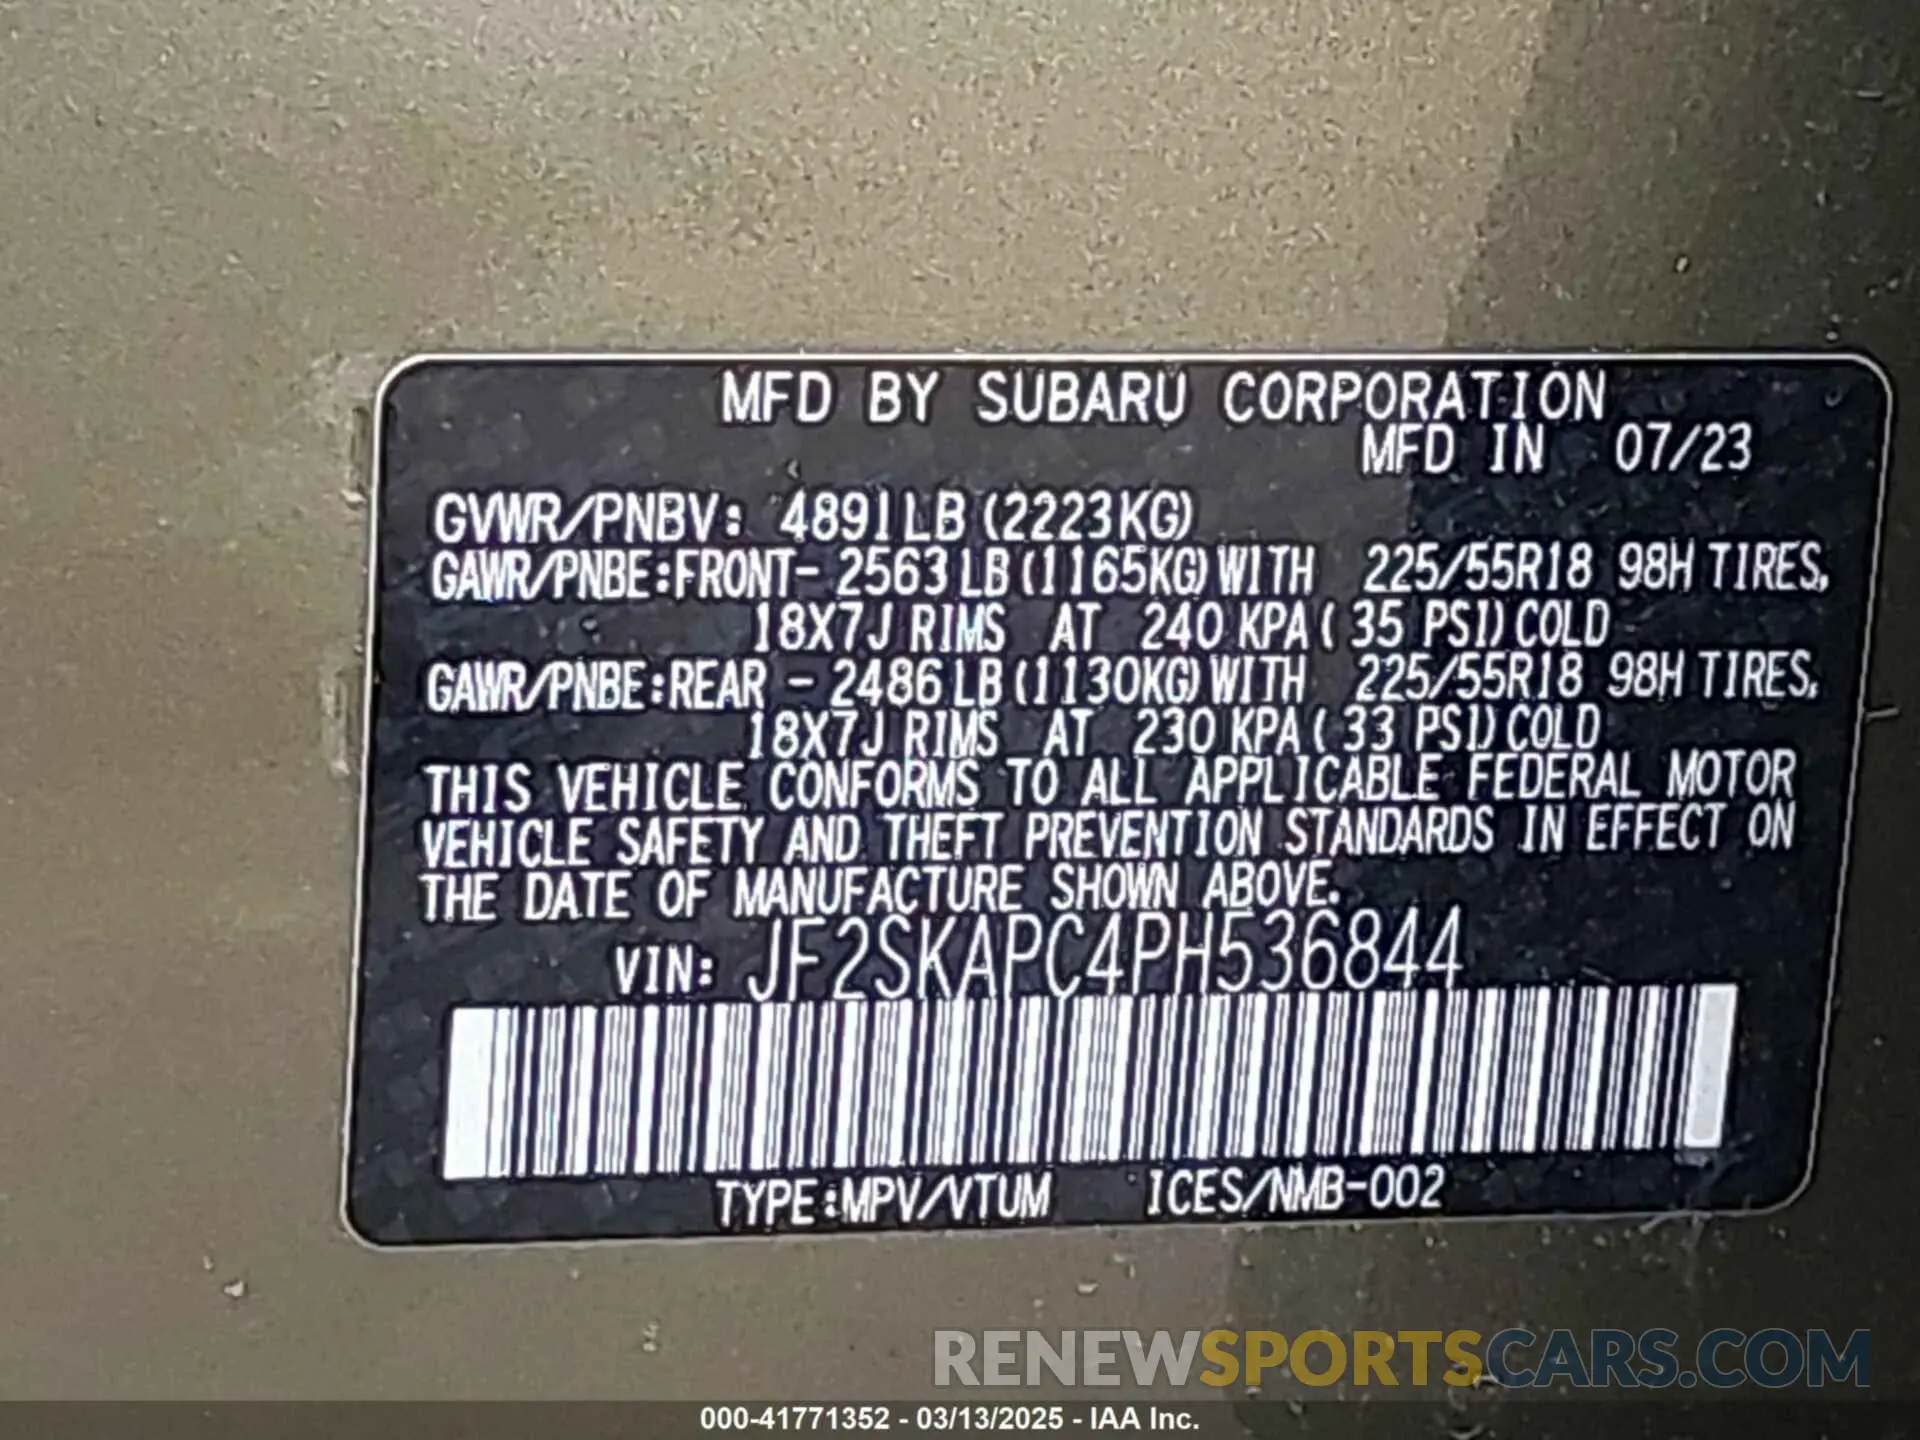 MFD BY SUBARU CORPORATION
MFD IN 07/23
GVWR/PNBV: 4891LB (2223KG)
GAWR/PNBE:FRONT- 2563LB (1165KG) WITH 225/55R18 98H TIRES,
18X7J RIMS AT 240 KPA ( 35 PSI) COLD
GAWR/PNBE:REAR - 2486LB (1130KG) WITH 225/55R18 98H TIRES,
18X7J RIMS AT 230 KPA ( 33 PSI) COLD
THIS VEHICLE CONFORMS TO ALL APPLICABLE FEDERAL MOTOR
VEHICLE SAFETY AND THEFT PREVENTION STANDARDS IN EFFECT ON
THE DATE OF MANUFACTURE SHOWN ABOVE.
VIN: JF2SKAPC4PH536844
TYPE:MPV/VTUM ICES/NMB-002
RENEWSPORTSCARS.COM
000-41771352 - 03/13/2025 - IAA Inc.